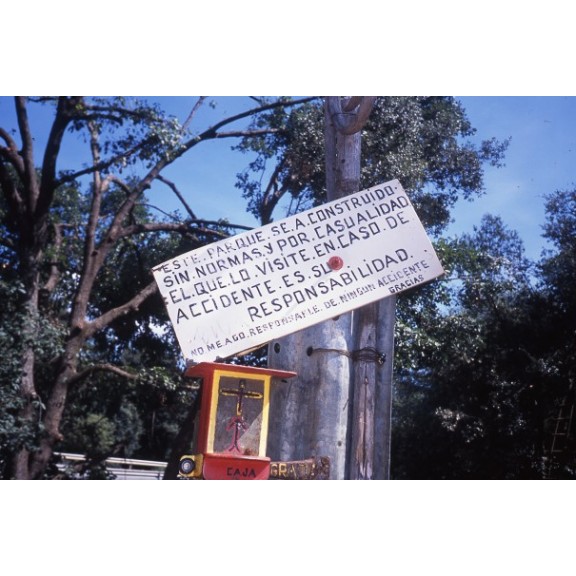 ESTE.PARQUE.SE.A.CONSTRUIDO.
SIN.NORMAS.Y.POR.CASUALIDAD
EL.QUE.LO.VISITE.EN.CASO.DE
ACCIDENTE.ES.SU
RESPONSABILIDAD.
NO ME.AGO.RESPONSAFLE.DE.NINGUN ACCIDENTE
GRACIAS
CAJA